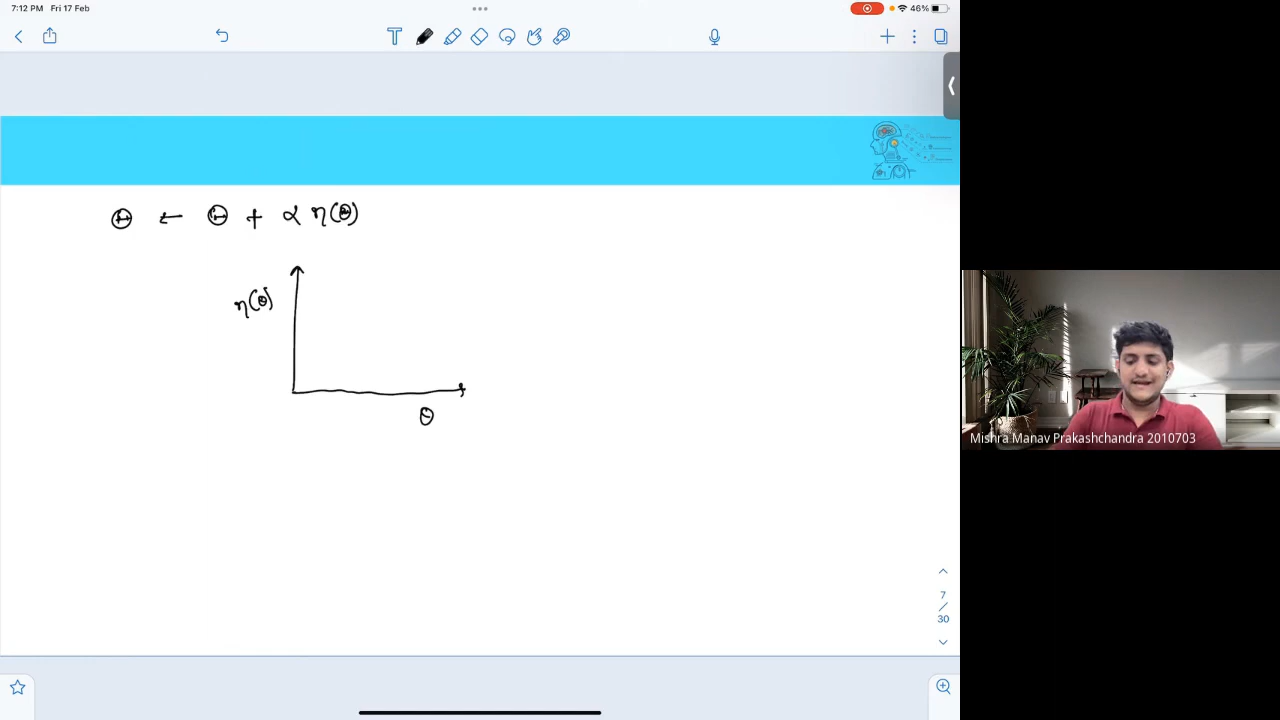 7:12 PM Fri 17 Feb
46%
Θ ← Θ + α η(Θ)
η(θ)
θ
7
/
30
Mishra Manav Prakashchandra 2010703